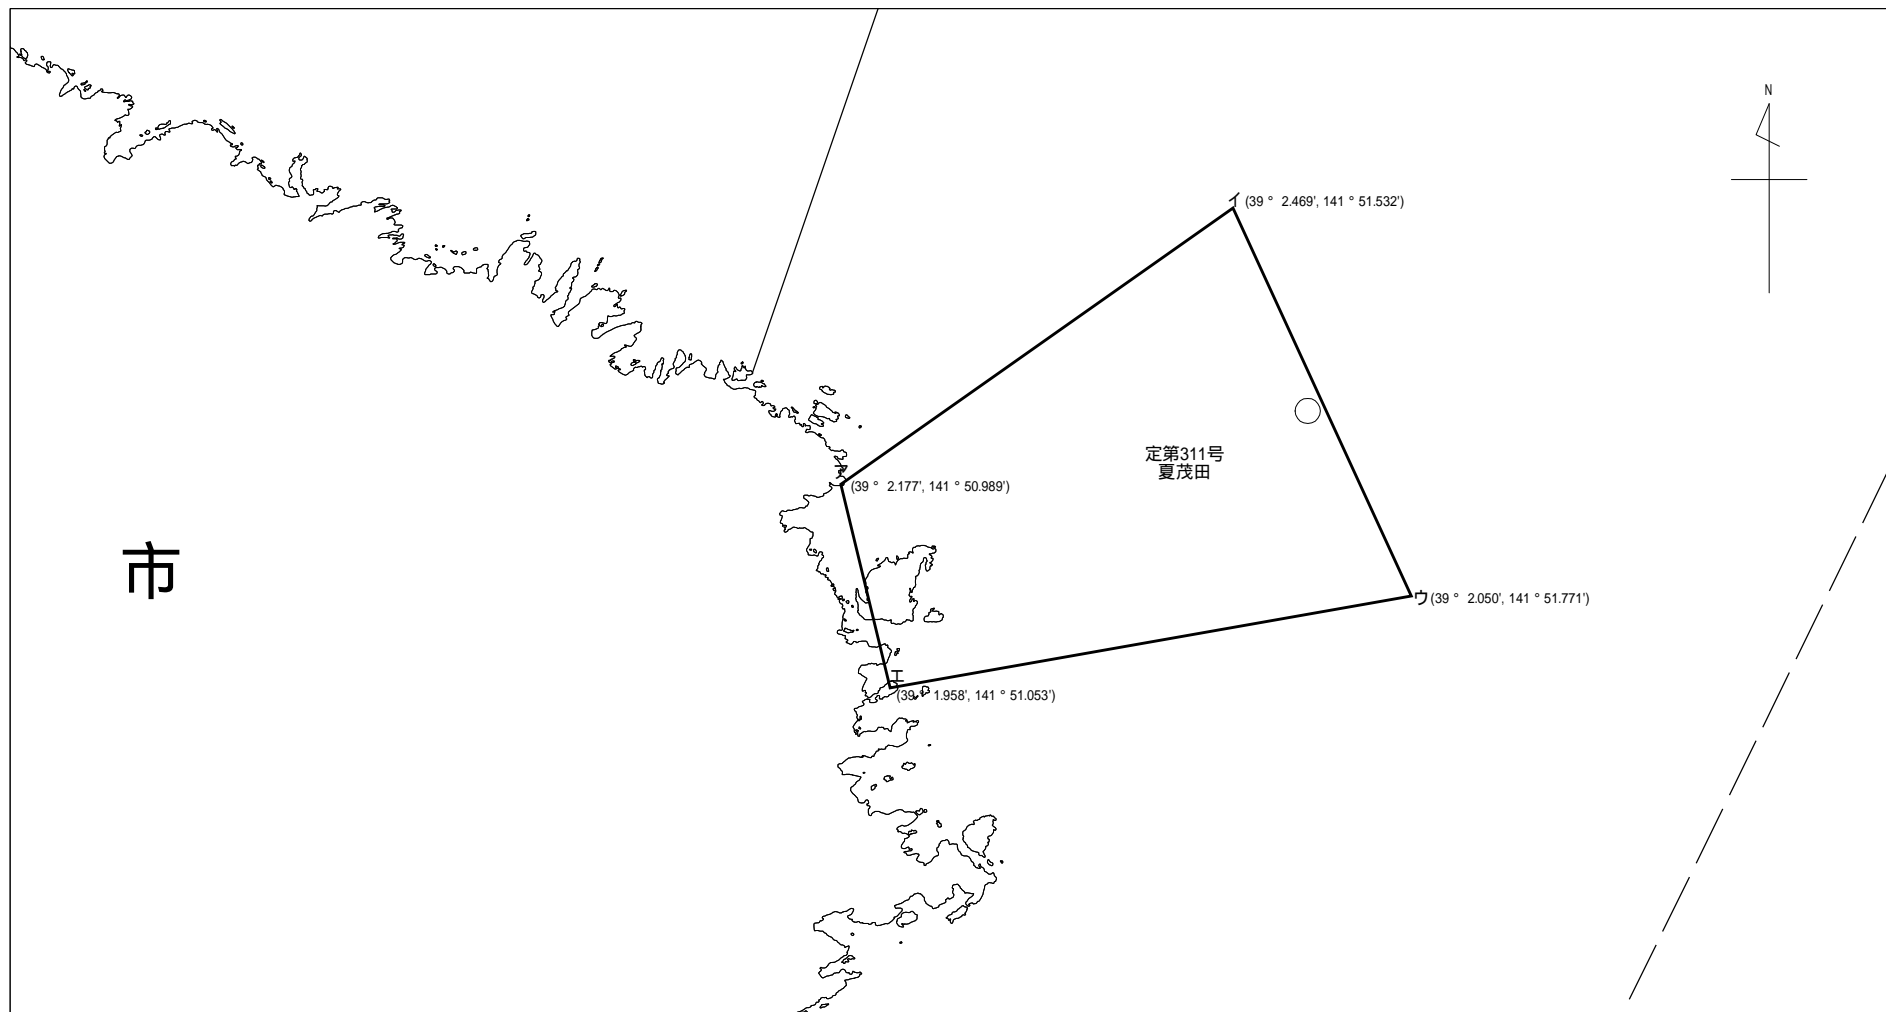 N
イ (39 ° 2.469', 141 ° 51.532')
定第311号
夏茂田
ア
(39 ° 2.177', 141 ° 50.989')
市
ウ(39 ° 2.050', 141 ° 51.771')
エ
(39 ° 1.958', 141 ° 51.053')